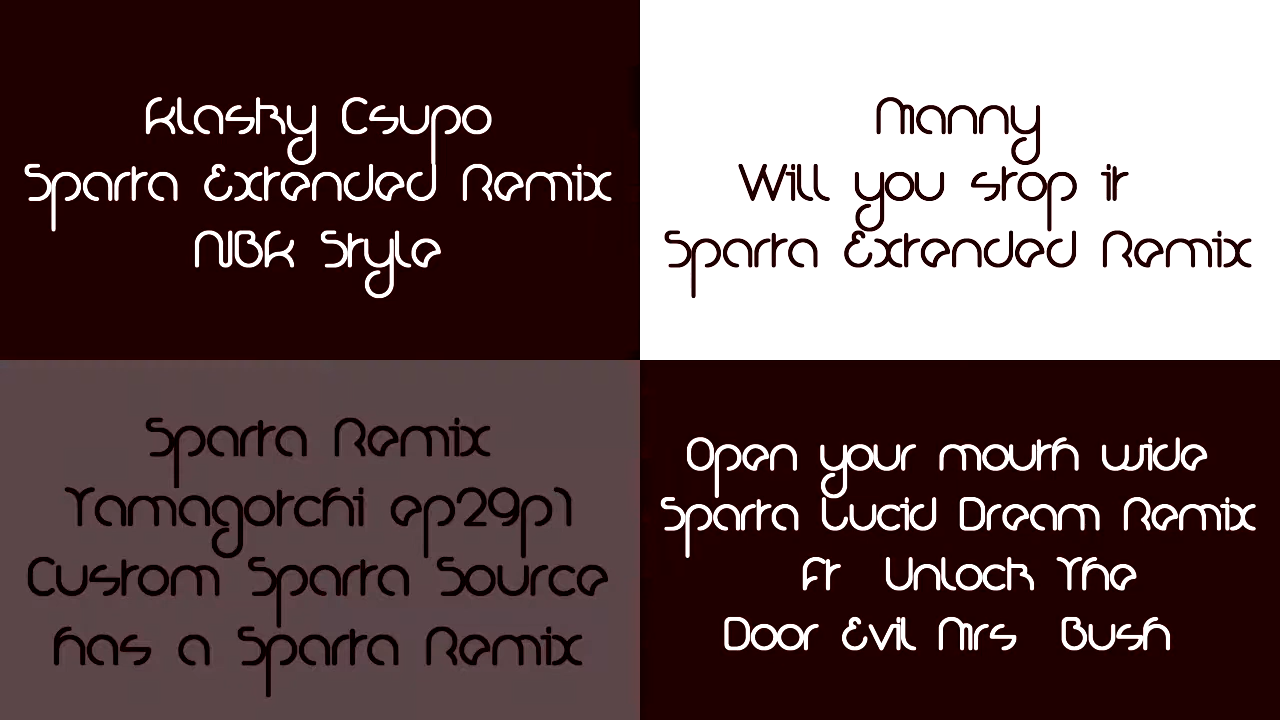 Klasky Csupo
Sparta Extended Remix
NBK Style
Manny
Will you stop it
Sparta Extended Remix
Sparta Remix
Yamagotchi ep29p1
Custom Sparta Source
has a Sparta Remix
Open your mouth wide
Sparta Lucid Dream Remix
Ft Unlock The
Door Evil Mrs Bush